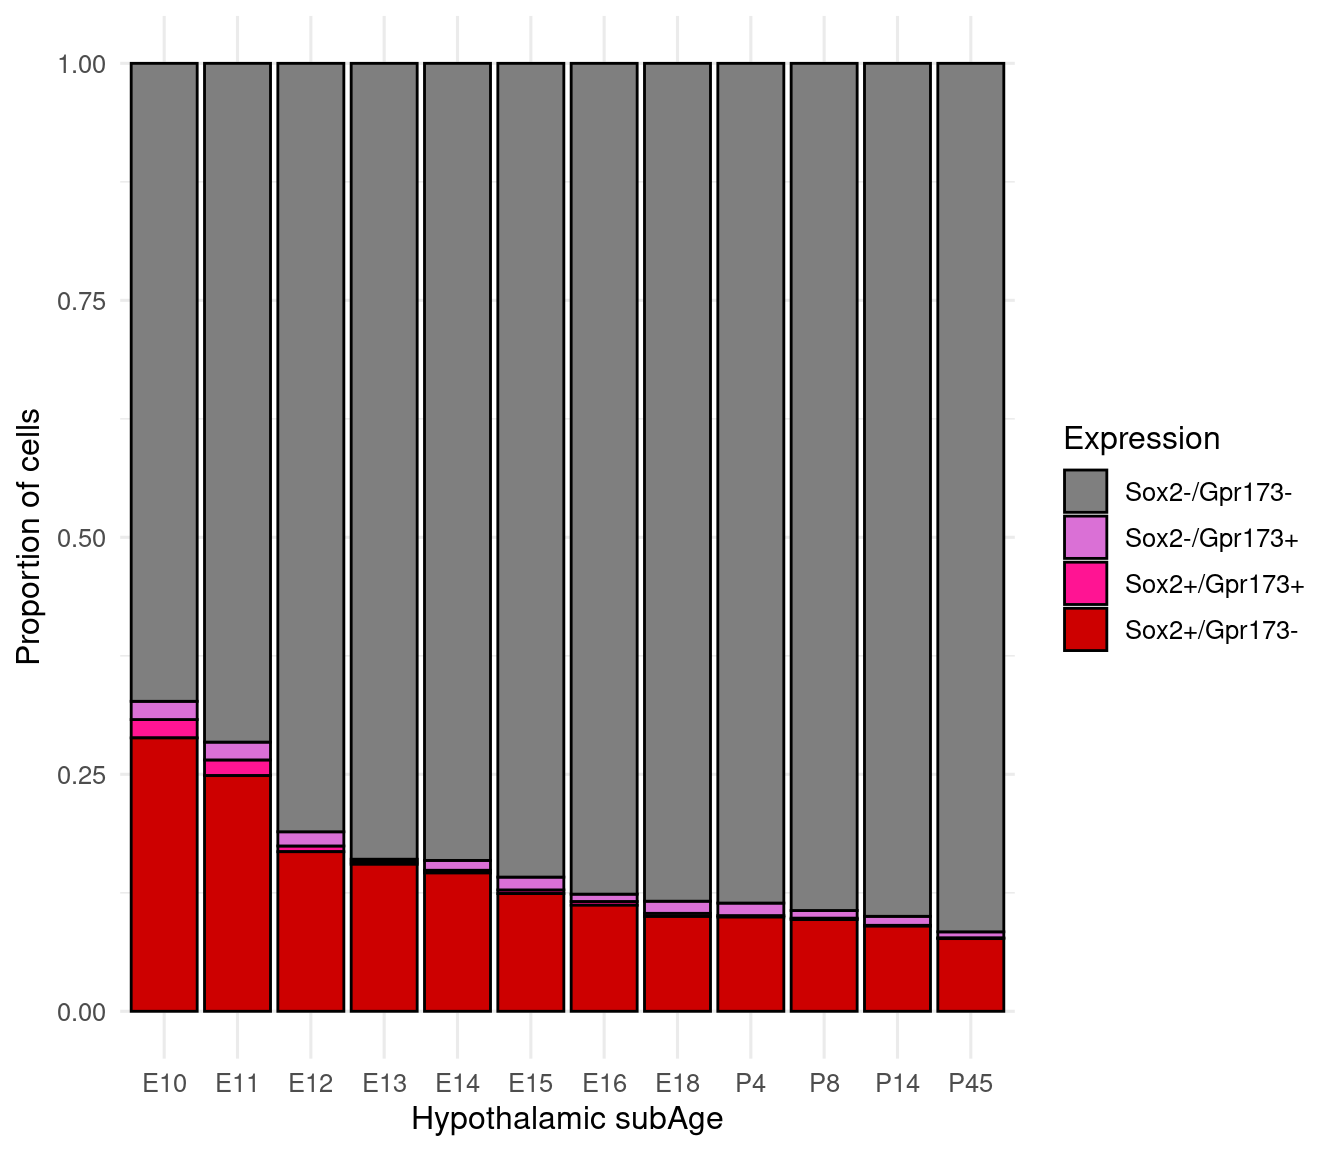 1.00
0.75
0.50
0.25
0.00
Proportion of cells
E10 E11 E12 E13 E14 E15 E16 E18 P4 P8 P14 P45
Hypothalamic subAge
Expression
Sox2-/Gpr173-
Sox2-/Gpr173+
Sox2+/Gpr173+
Sox2+/Gpr173-